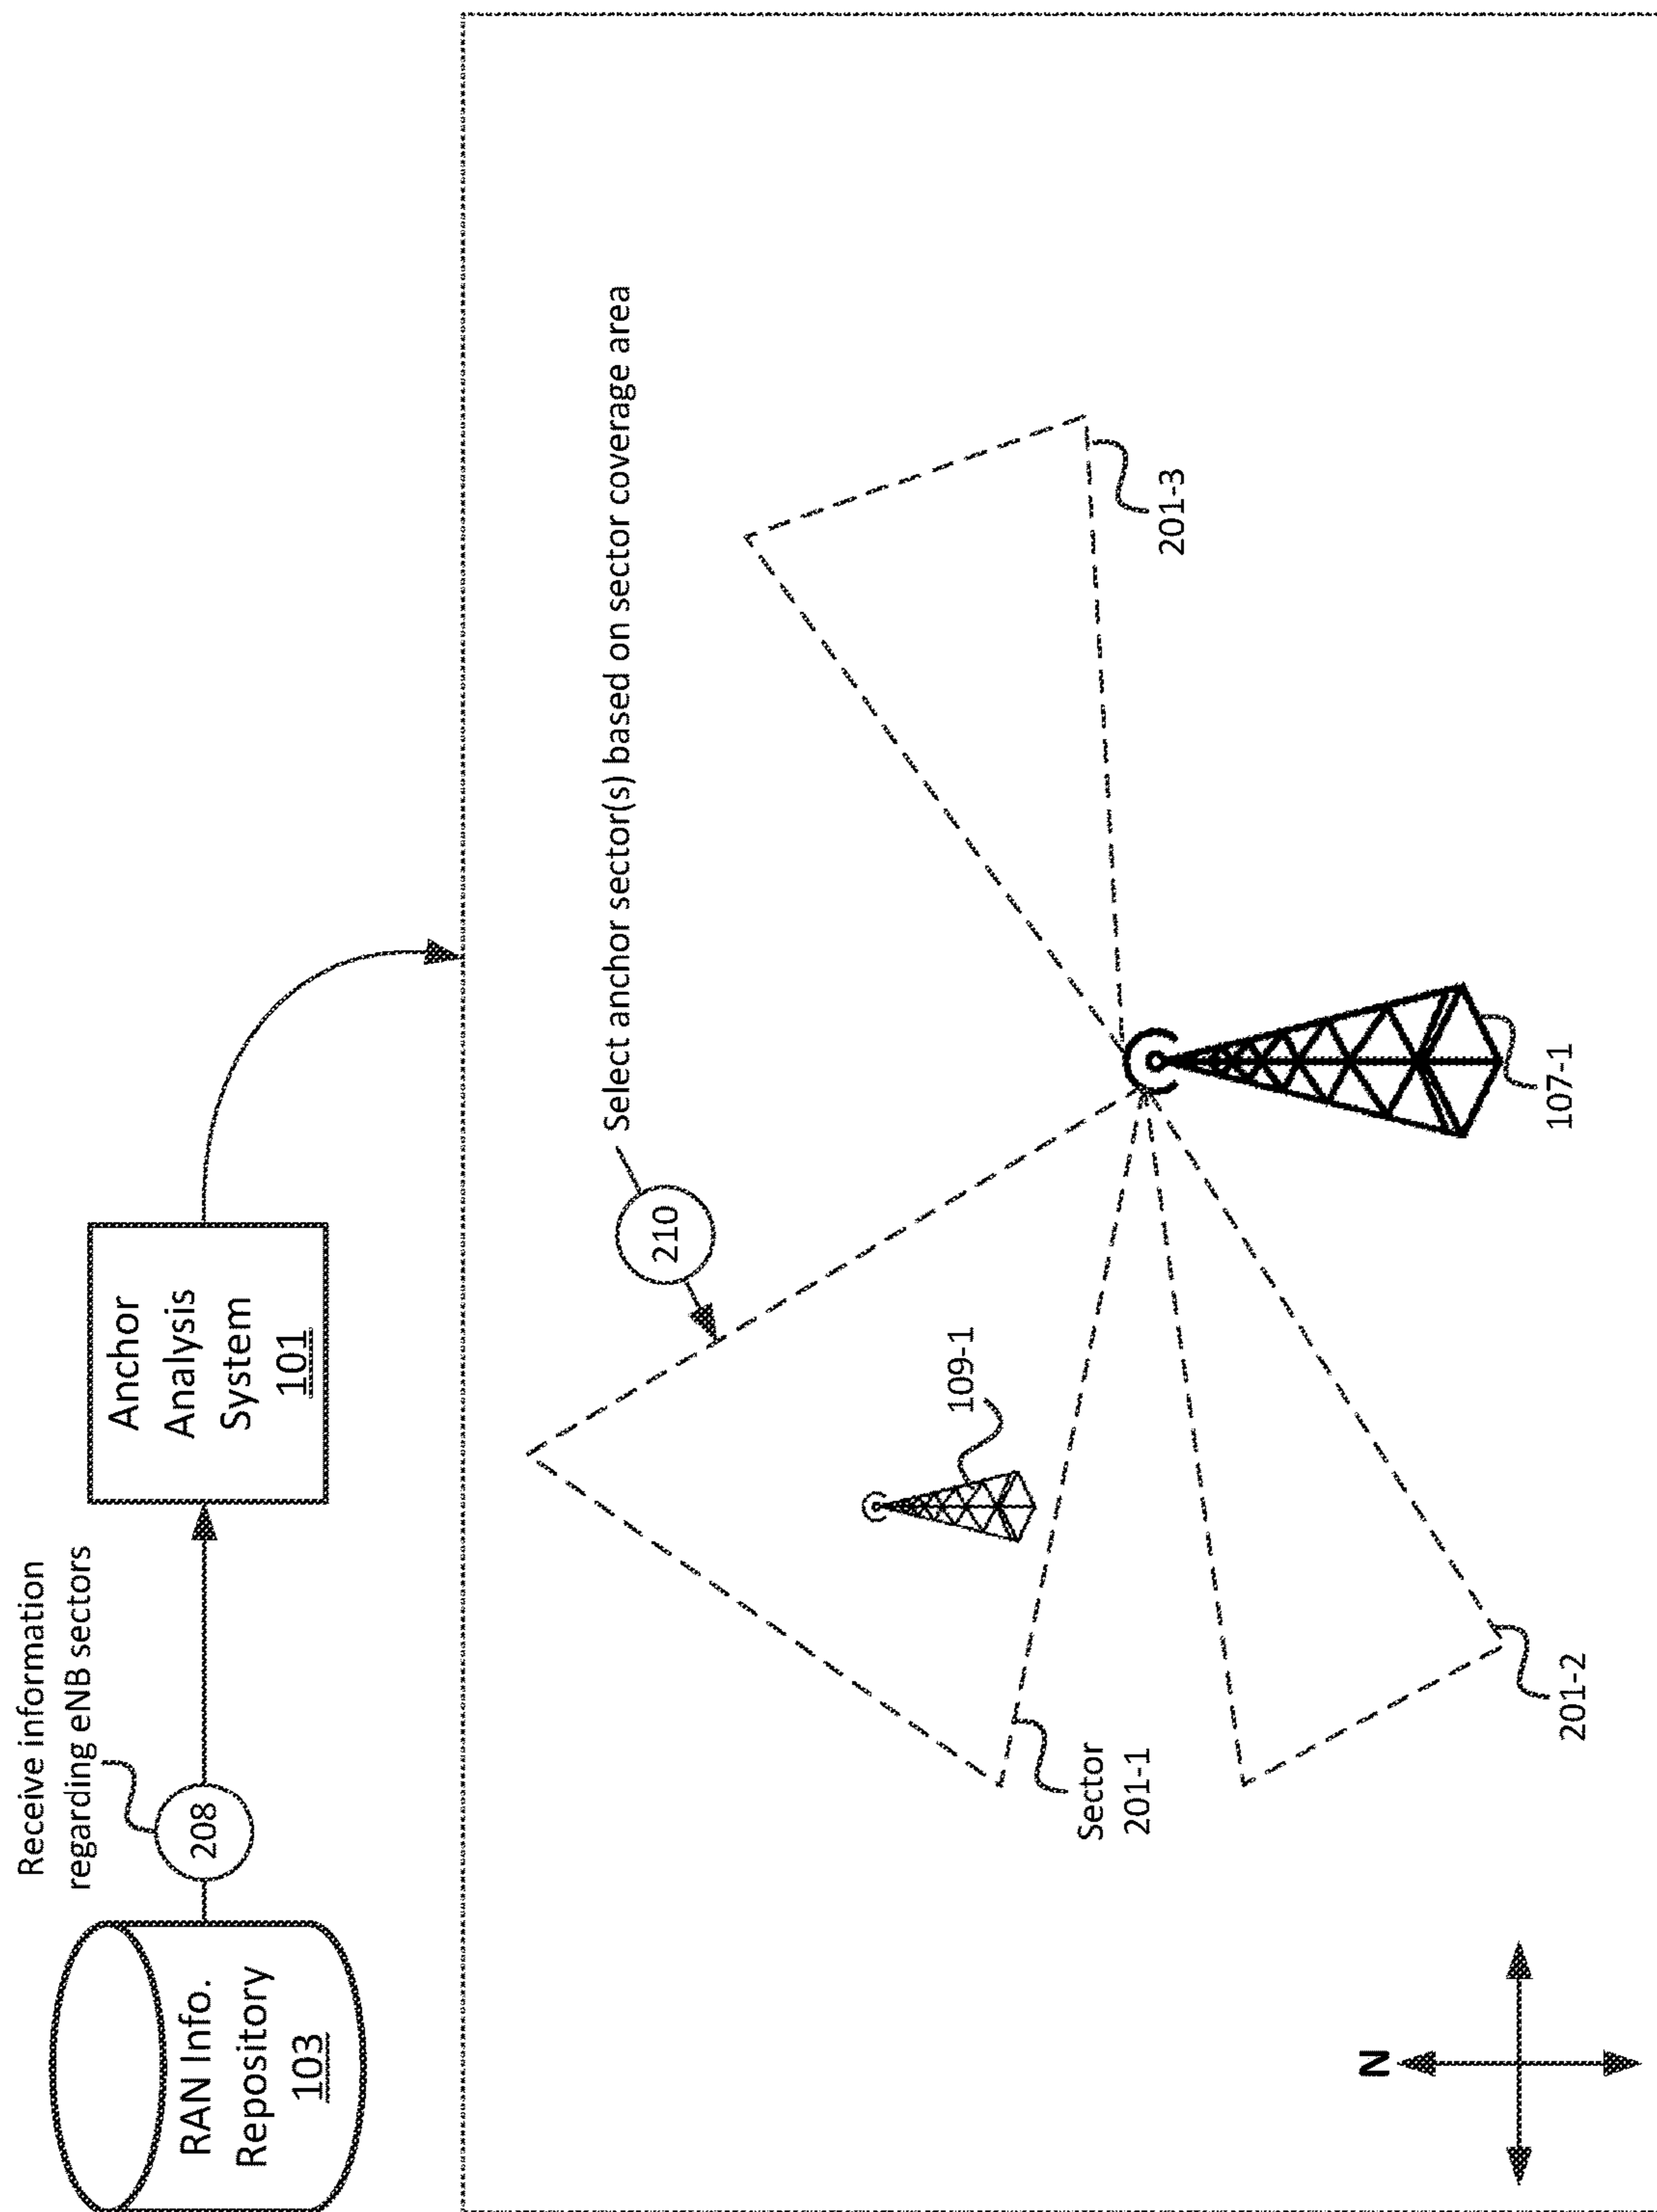 Receive information
regarding eNB sectors
208
RAN Info.
Repository
103
Anchor
Analysis
System
101
Select anchor sector(s) based on sector coverage area
210
109-1
201-3
Sector
201-1
107-1
201-2
N